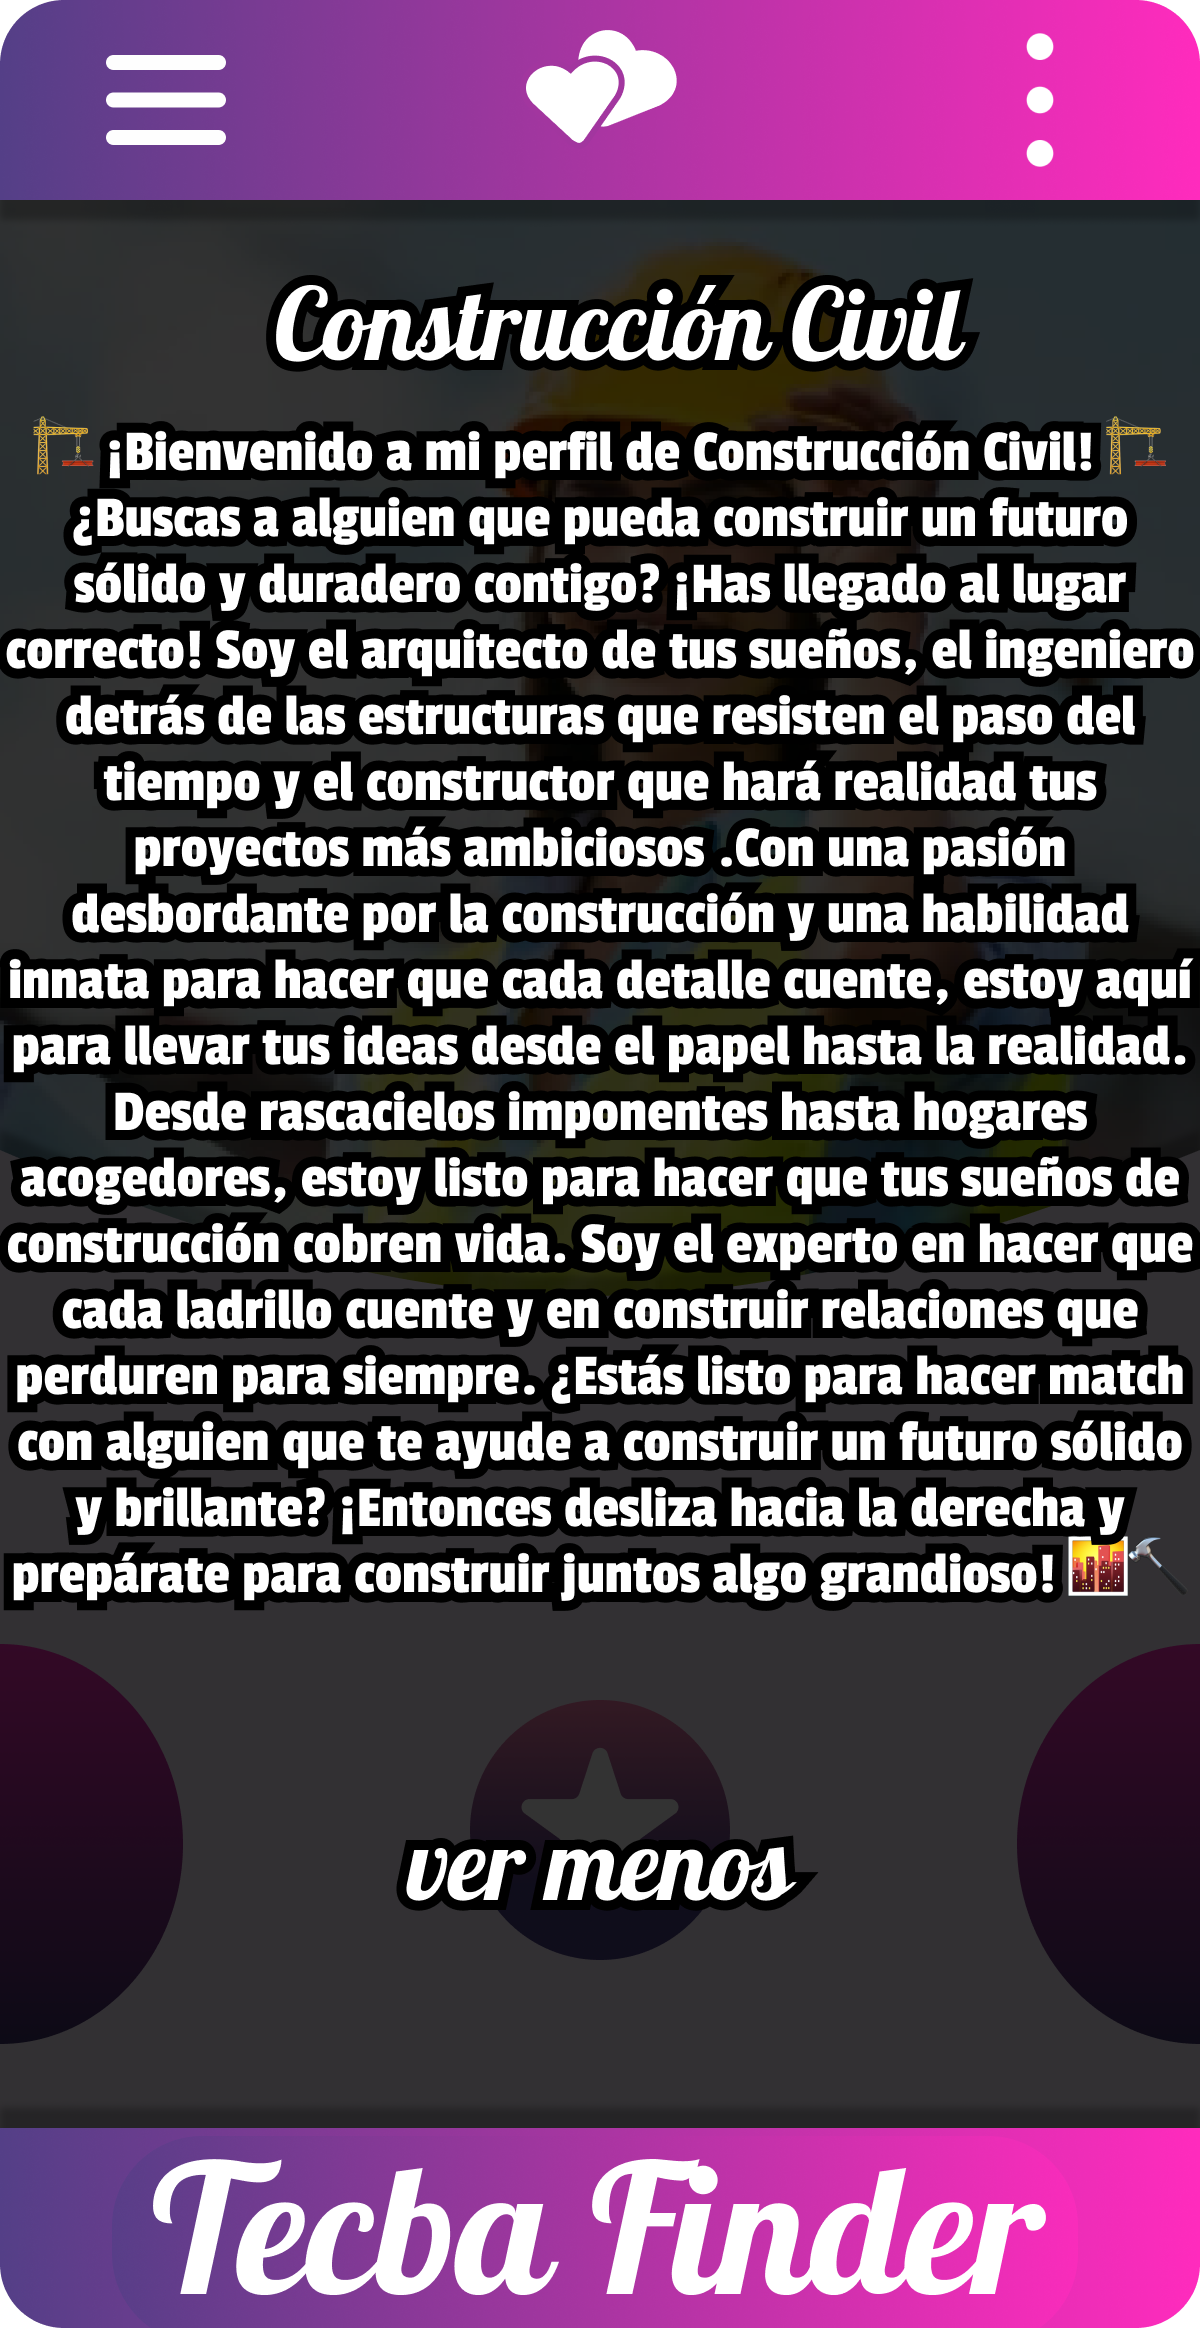 Construcción Civil
🏗️ ¡Bienvenido a mi perfil de Construcción Civil! 🏗️
¿Buscas a alguien que pueda construir un futuro
sólido y duradero contigo? ¡Has llegado al lugar
correcto! Soy el arquitecto de tus sueños, el ingeniero
detrás de las estructuras que resisten el paso del
tiempo y el constructor que hará realidad tus
proyectos más ambiciosos .Con una pasión
desbordante por la construcción y una habilidad
innata para hacer que cada detalle cuente, estoy aquí
para llevar tus ideas desde el papel hasta la realidad.
Desde rascacielos imponentes hasta hogares
acogedores, estoy listo para hacer que tus sueños de
construcción cobren vida. Soy el experto en hacer que
cada ladrillo cuente y en construir relaciones que
perduren para siempre. ¿Estás listo para hacer match
con alguien que te ayude a construir un futuro sólido
y brillante? ¡Entonces desliza hacia la derecha y
prepárate para construir juntos algo grandioso! 🌇🔨
ver menos
Tecba Finder